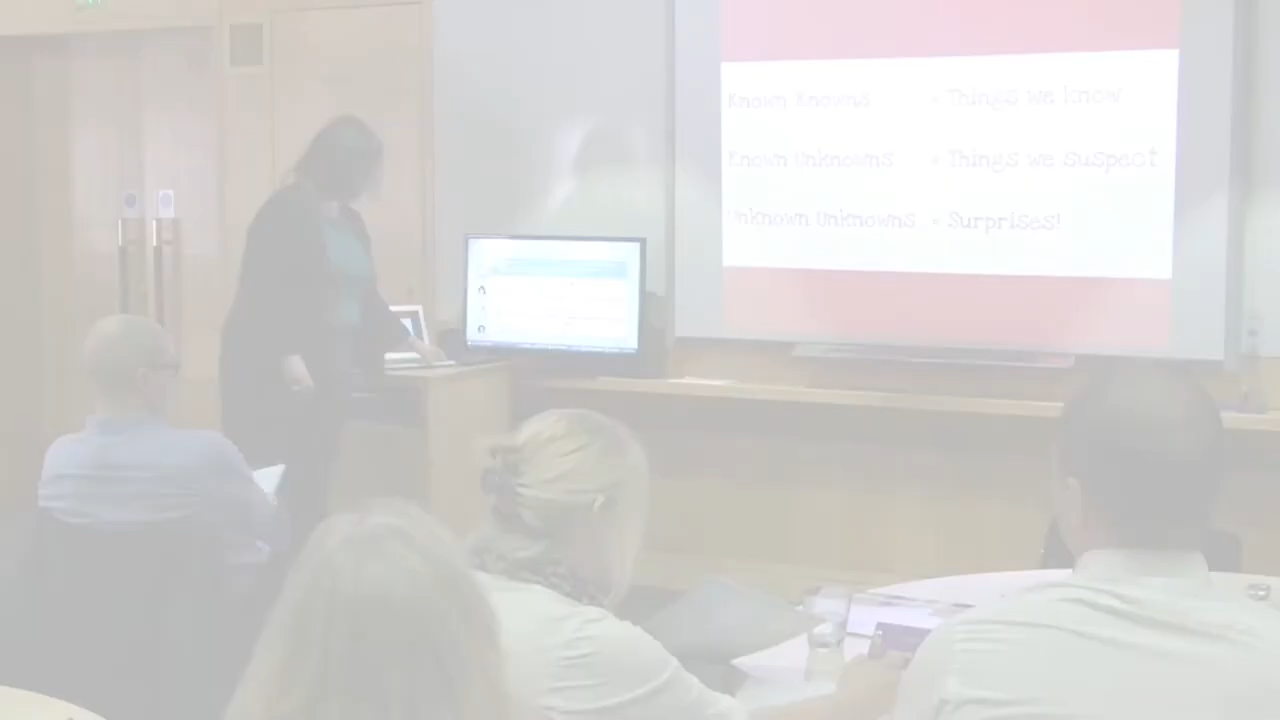 Known Knowns = Things we know
Known Unknowns = Things we suspect
Unknown Unknowns = Surprises!